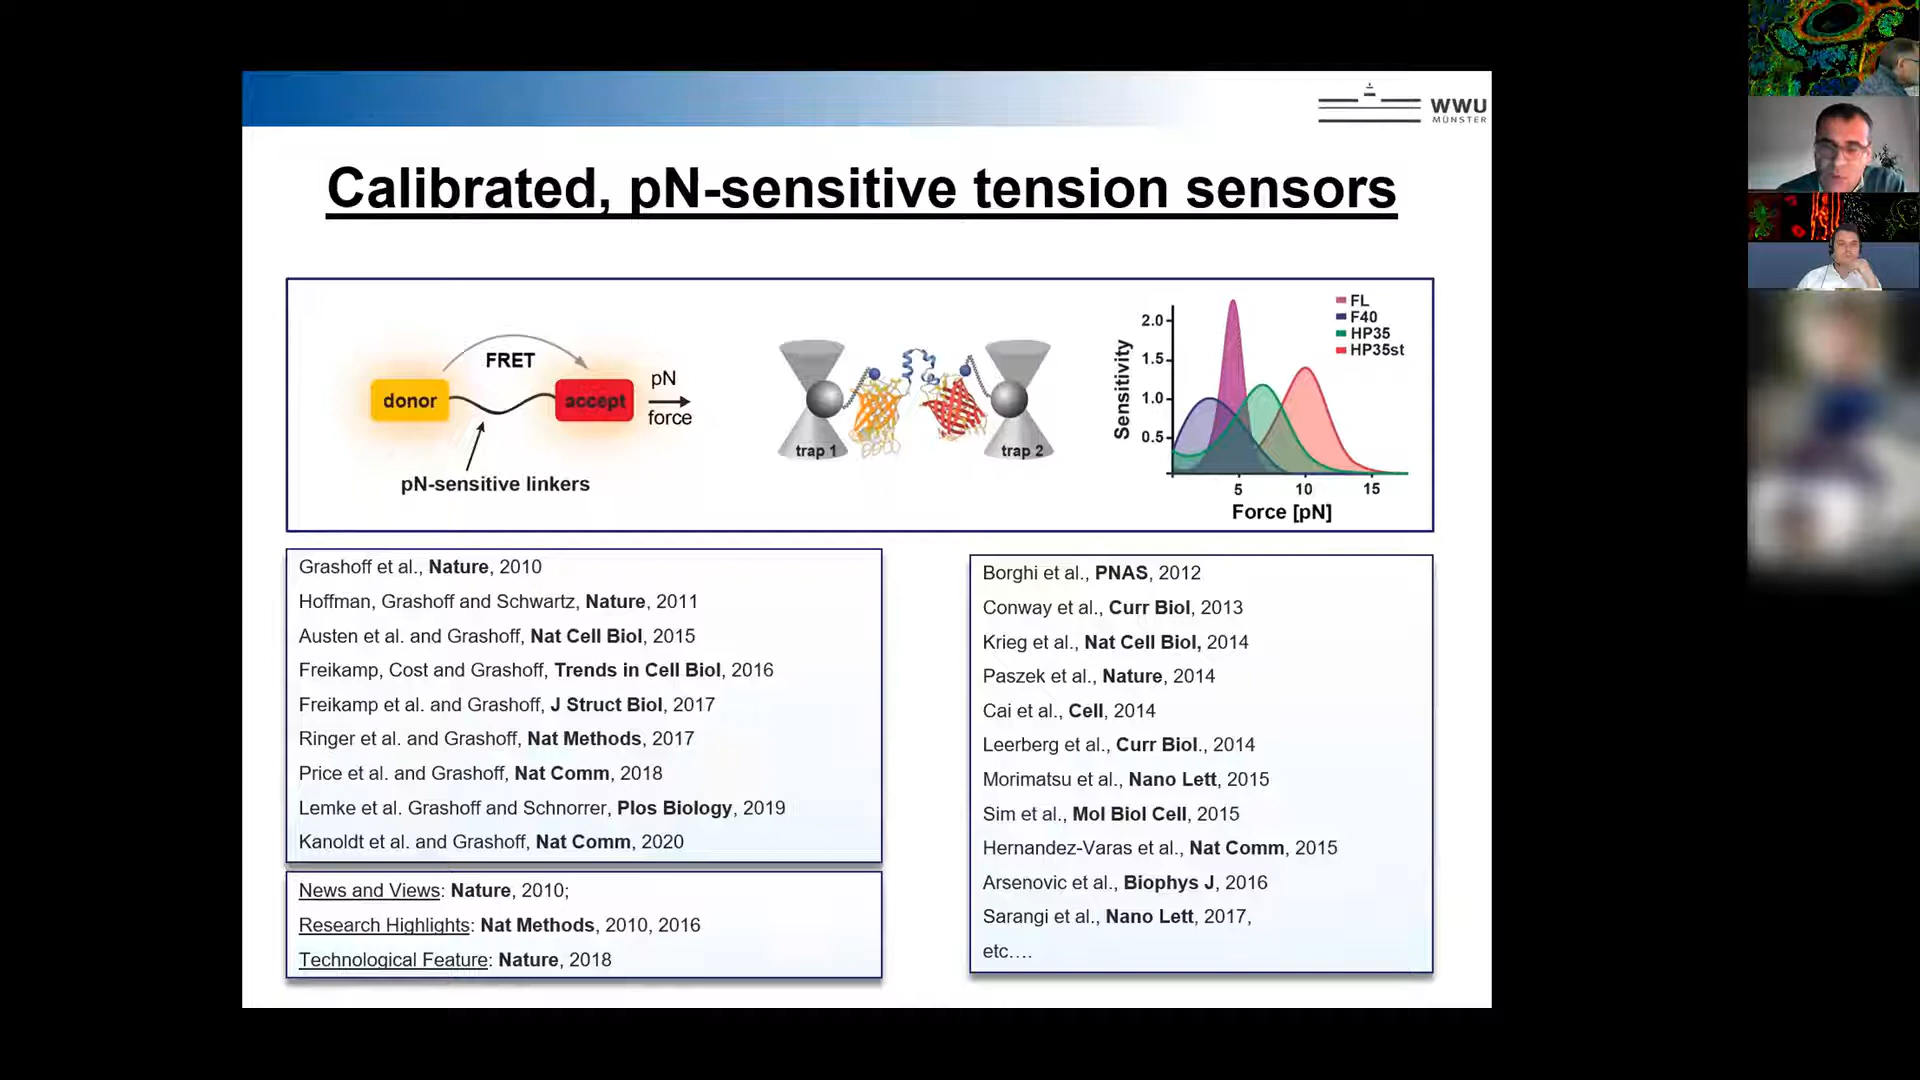 WWU
MÜNSTER
Calibrated, pN-sensitive tension sensors
FRET
donor
accept
pN
force
pN-sensitive linkers
trap 1
trap 2
Sensitivity
2.0
1.5
1.0
0.5
5
10
15
Force [pN]
FL
F40
HP35
HP35st
Grashoff et al., Nature, 2010
Hoffman, Grashoff and Schwartz, Nature, 2011
Austen et al. and Grashoff, Nat Cell Biol, 2015
Freikamp, Cost and Grashoff, Trends in Cell Biol, 2016
Freikamp et al. and Grashoff, J Struct Biol, 2017
Ringer et al. and Grashoff, Nat Methods, 2017
Price et al. and Grashoff, Nat Comm, 2018
Lemke et al. Grashoff and Schnorrer, Plos Biology, 2019
Kanoldt et al. and Grashoff, Nat Comm, 2020
News and Views: Nature, 2010;
Research Highlights: Nat Methods, 2010, 2016
Technological Feature: Nature, 2018
Borghi et al., PNAS, 2012
Conway et al., Curr Biol, 2013
Krieg et al., Nat Cell Biol, 2014
Paszek et al., Nature, 2014
Cai et al., Cell, 2014
Leerberg et al., Curr Biol., 2014
Morimatsu et al., Nano Lett, 2015
Sim et al., Mol Biol Cell, 2015
Hernandez-Varas et al., Nat Comm, 2015
Arsenovic et al., Biophys J, 2016
Sarangi et al., Nano Lett, 2017,
etc….